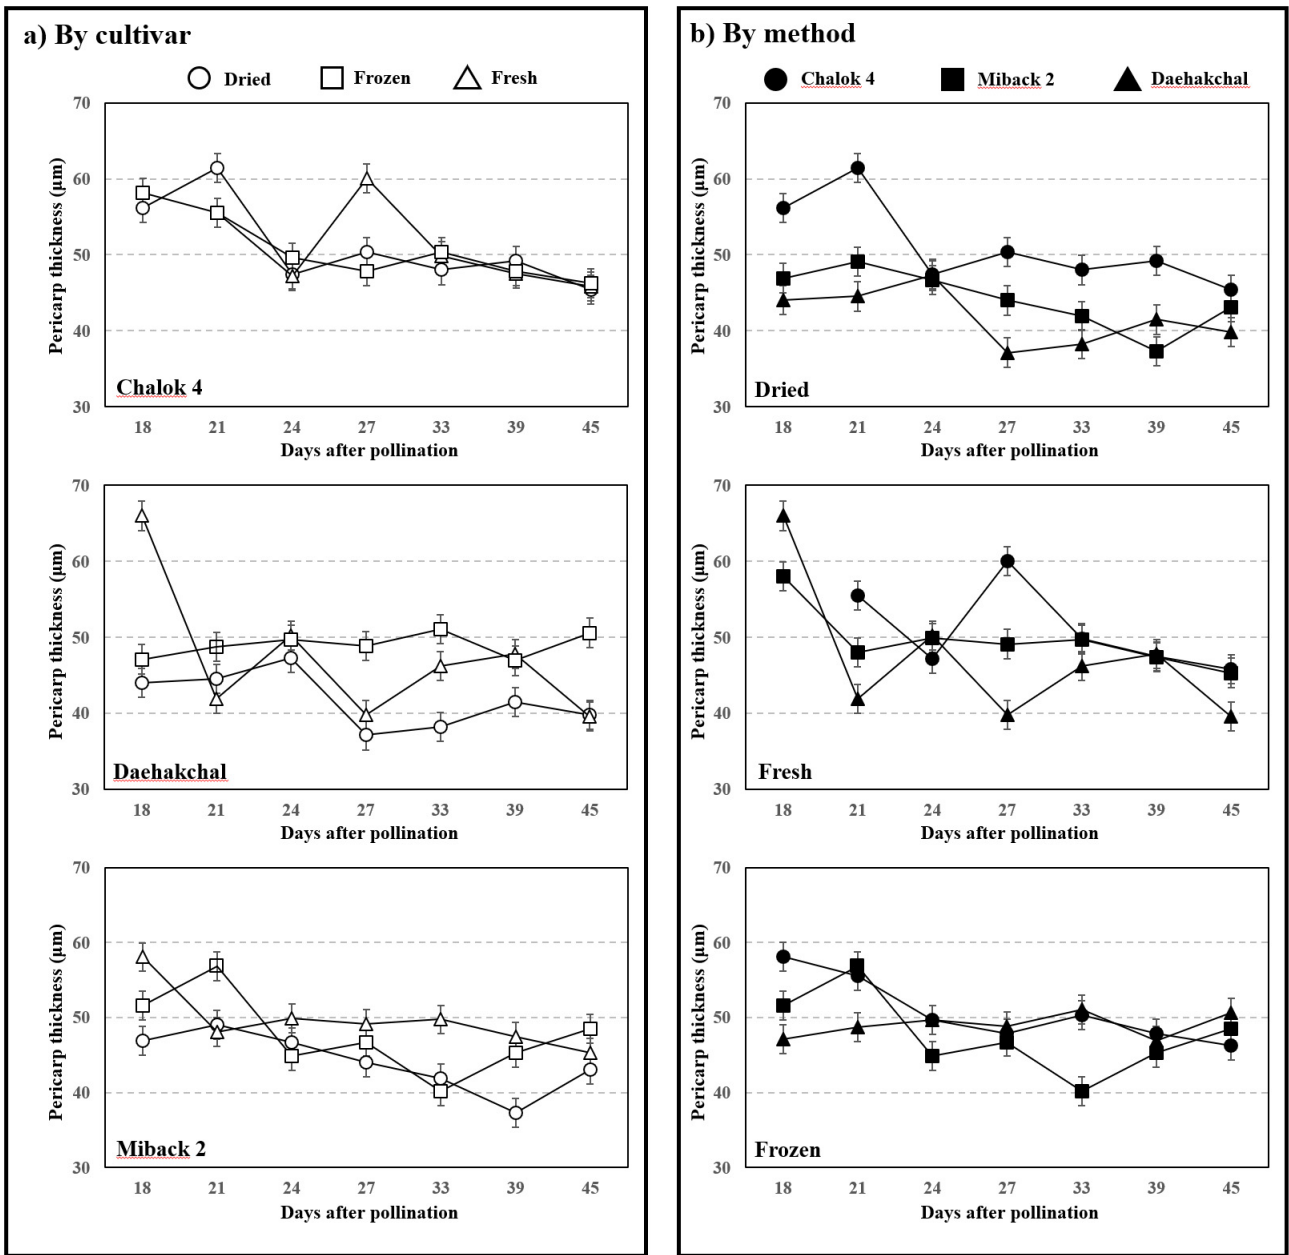 a) By cultivar
Dried Frozen Fresh
70
60
50
40
30
Pericarp thickness (μm)
Chalok 4
18 21 24 27 33 39 45
Days after pollination
70
60
50
40
30
Pericarp thickness (μm)
Daehakchal
18 21 24 27 33 39 45
Days after pollination
70
60
50
40
30
Pericarp thickness (μm)
Miback 2
18 21 24 27 33 39 45
Days after pollination
b) By method
Chalok 4 Miback 2 Daehakchal
70
60
50
40
30
Pericarp thickness (μm)
Dried
18 21 24 27 33 39 45
Days after pollination
70
60
50
40
30
Pericarp thickness (μm)
Fresh
18 21 24 27 33 39 45
Days after pollination
70
60
50
40
30
Pericarp thickness (μm)
Frozen
18 21 24 27 33 39 45
Days after pollination